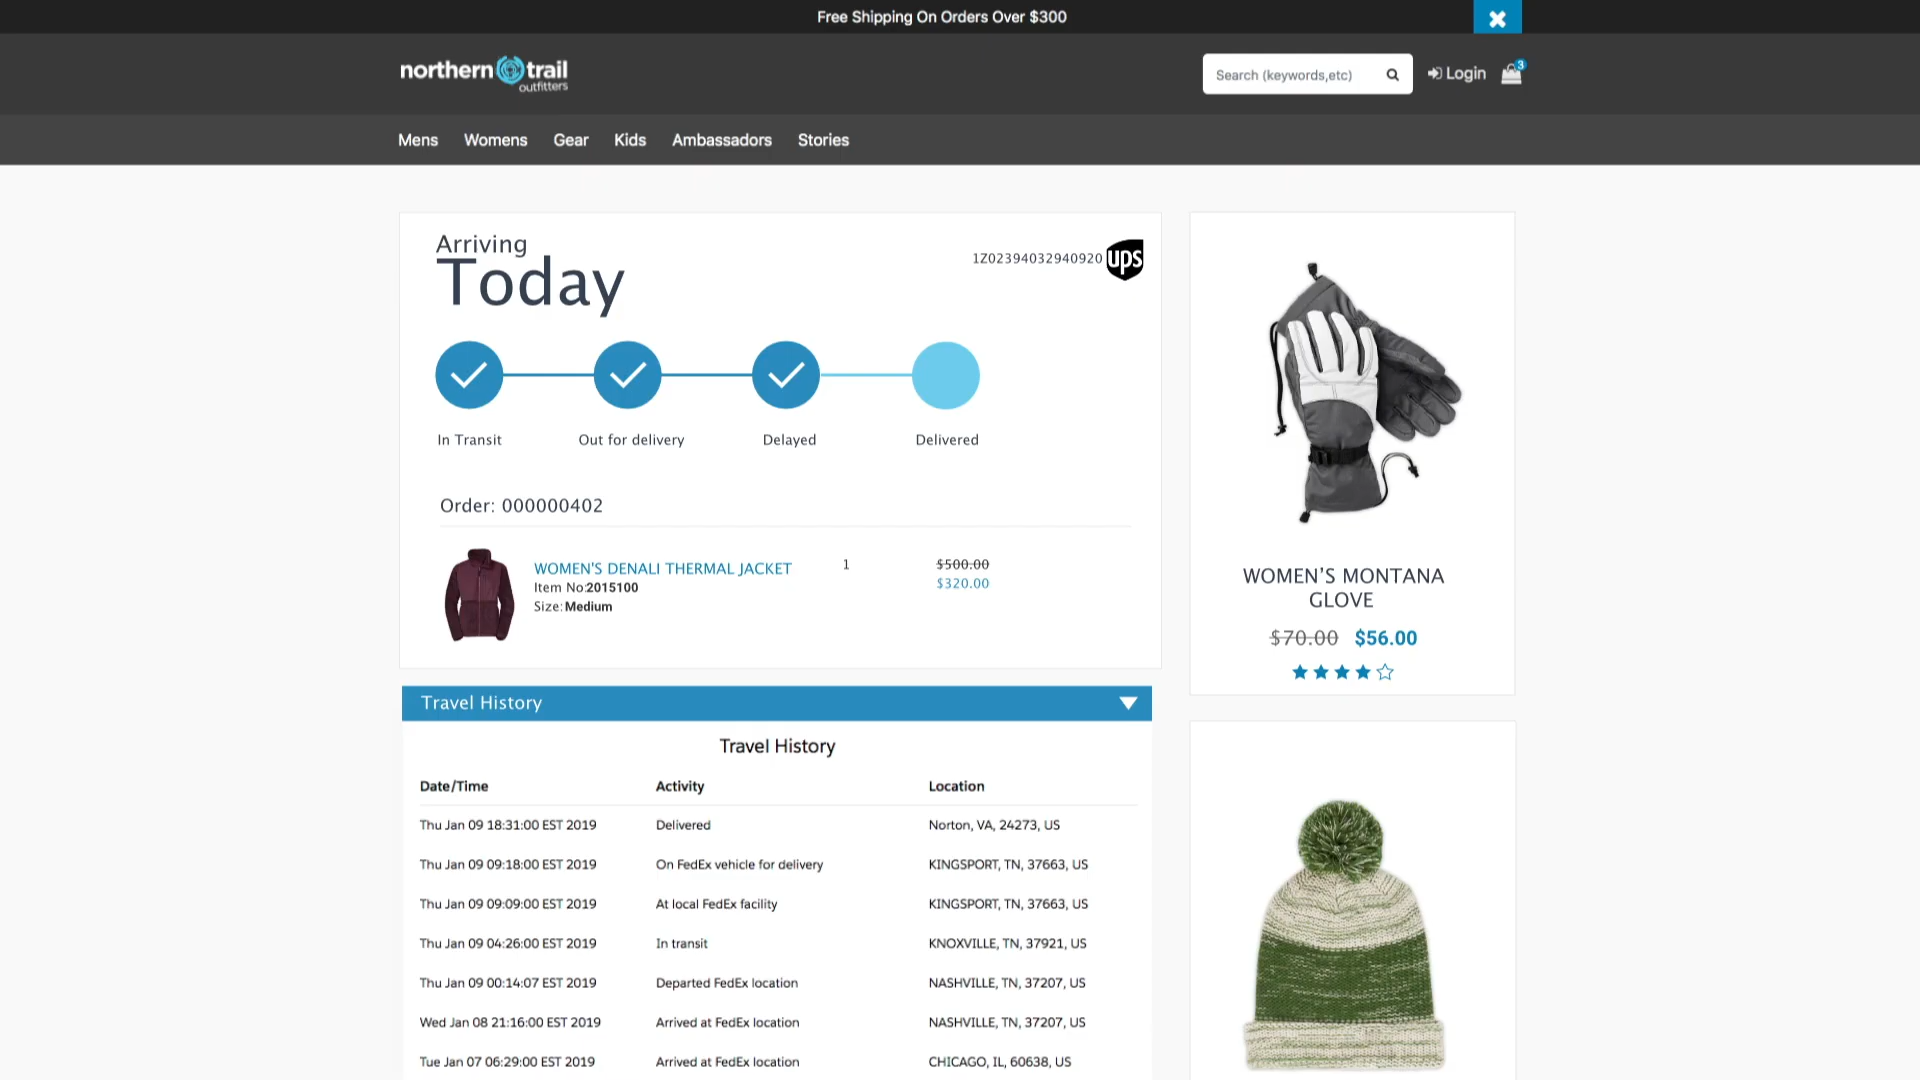 Free Shipping On Orders Over $300
northern trail
outfitters
Search (keywords,etc)
Login
3
Mens Womens Gear Kids Ambassadors Stories
Arriving
Today
1Z02394032940920
ups
In Transit Out for delivery Delayed Delivered
Order: 000000402
WOMEN'S DENALI THERMAL JACKET 1 $500.00
Item No:2015100 $320.00
Size: Medium
WOMEN'S MONTANA
GLOVE
$70.00 $56.00
Travel History
Travel History
Date/Time Activity Location
Thu Jan 09 18:31:00 EST 2019 Delivered Norton, VA, 24273, US
Thu Jan 09 09:18:00 EST 2019 On FedEx vehicle for delivery KINGSPORT, TN, 37663, US
Thu Jan 09 09:09:00 EST 2019 At local FedEx facility KINGSPORT, TN, 37663, US
Thu Jan 09 04:26:00 EST 2019 In transit KNOXVILLE, TN, 37921, US
Thu Jan 09 00:14:07 EST 2019 Departed FedEx location NASHVILLE, TN, 37207, US
Wed Jan 08 21:16:00 EST 2019 Arrived at FedEx location NASHVILLE, TN, 37207, US
Tue Jan 07 06:29:00 EST 2019 Arrived at FedEx location CHICAGO, IL, 60638, US